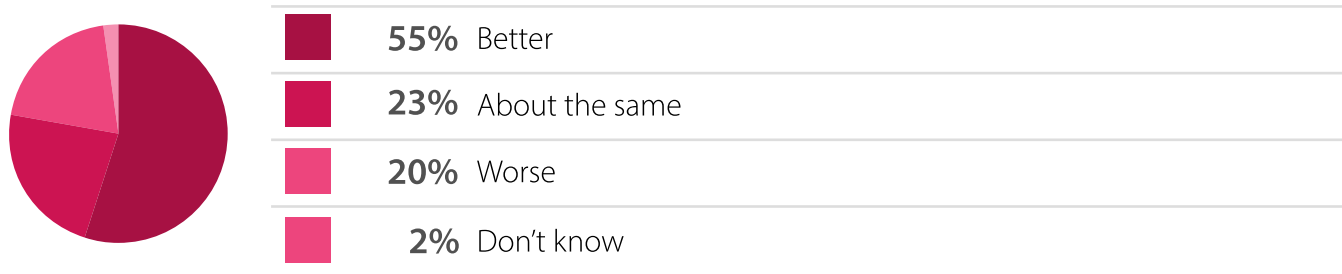 55% Better
23% About the same
20% Worse
2% Don’t know